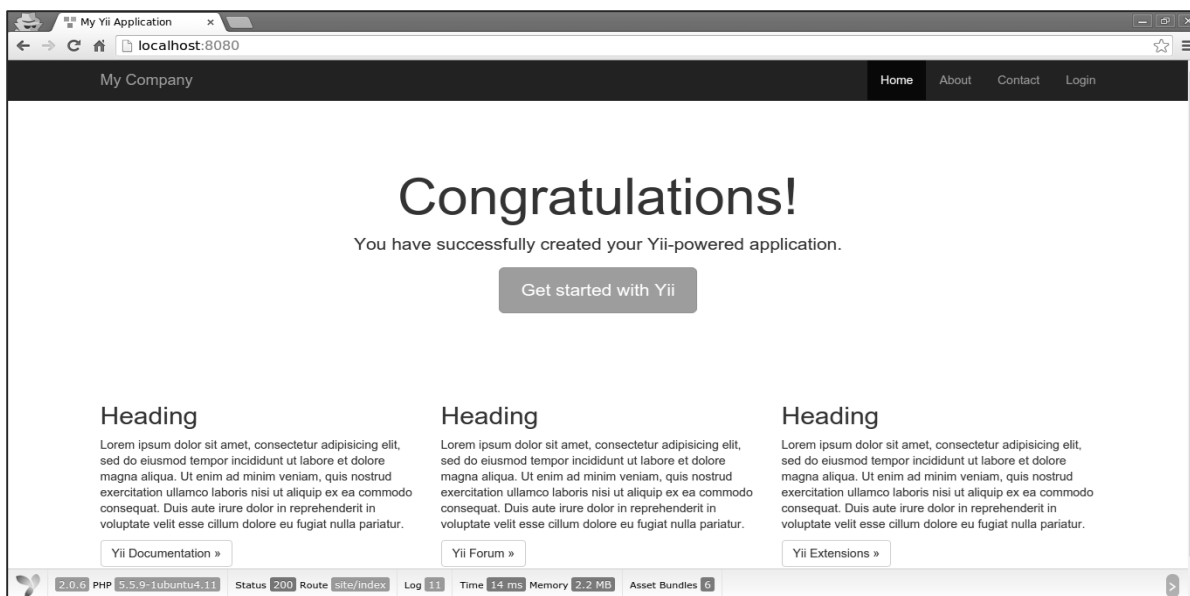 My Yii Application
localhost:8080
My Company Home About Contact Login
Congratulations!
You have successfully created your Yii-powered application.
Get started with Yii
Heading
Lorem ipsum dolor sit amet, consectetur adipisicing elit,
sed do eiusmod tempor incididunt ut labore et dolore
magna aliqua. Ut enim ad minim veniam, quis nostrud
exercitation ullamco laboris nisi ut aliquip ex ea commodo
consequat. Duis aute irure dolor in reprehenderit in
voluptate velit esse cillum dolore eu fugiat nulla pariatur.
Yii Documentation »
Heading
Lorem ipsum dolor sit amet, consectetur adipisicing elit,
sed do eiusmod tempor incididunt ut labore et dolore
magna aliqua. Ut enim ad minim veniam, quis nostrud
exercitation ullamco laboris nisi ut aliquip ex ea commodo
consequat. Duis aute irure dolor in reprehenderit in
voluptate velit esse cillum dolore eu fugiat nulla pariatur.
Yii Forum »
Heading
Lorem ipsum dolor sit amet, consectetur adipisicing elit,
sed do eiusmod tempor incididunt ut labore et dolore
magna aliqua. Ut enim ad minim veniam, quis nostrud
exercitation ullamco laboris nisi ut aliquip ex ea commodo
consequat. Duis aute irure dolor in reprehenderit in
voluptate velit esse cillum dolore eu fugiat nulla pariatur.
Yii Extensions »
2.0.6 PHP 5.5.9-1ubuntu4.11 Status 200 Route site/index Log 11 Time 14 ms Memory 2.2 MB Asset Bundles 6